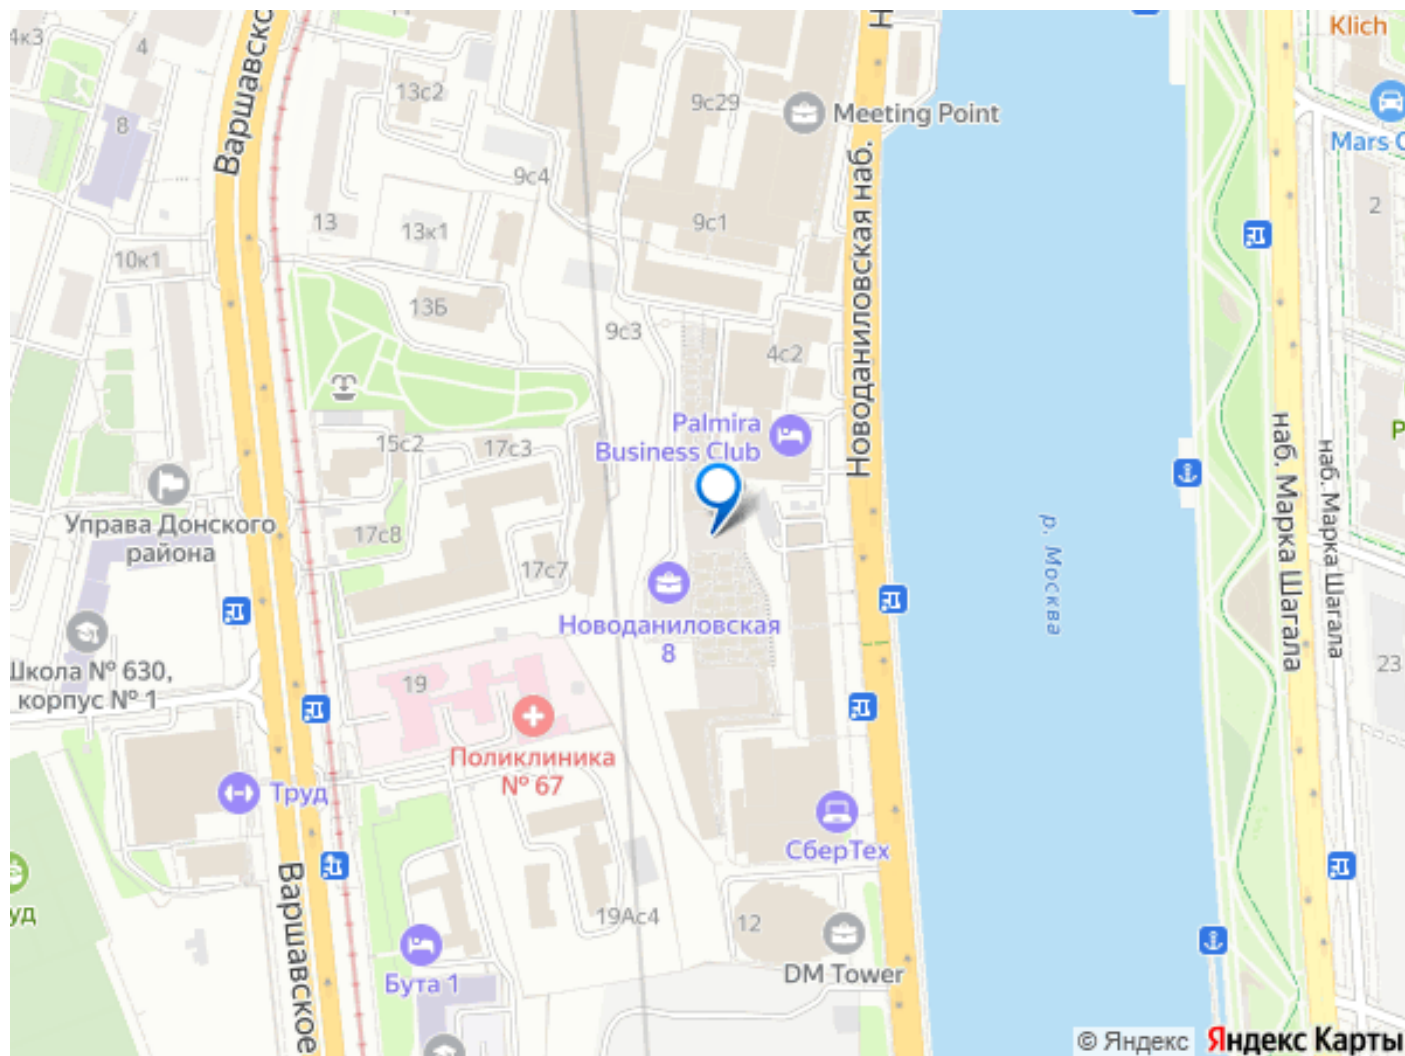 4к3
4
Варшавско
13с2
9с29
Meeting Point
Н
Klich
Mars C
8
9с4
2
13
13к1
9с1
10к1
13Б
9с3
4с2
Новоданиловская наб.
Palmira
Business Club
15с2
17с3
Р
Управа Донского
района
17с8
17с7
р. Москва
наб. Марка Шагала
наб. Марка Шагала
Новоданиловская
8
Школа № 630,
корпус № 1
19
23
Поликлиника
№ 67
Труд
СберТех
Варшавское
уд
19Ас4
12
DM Tower
Бута 1
© Яндекс
Яндекс Карты